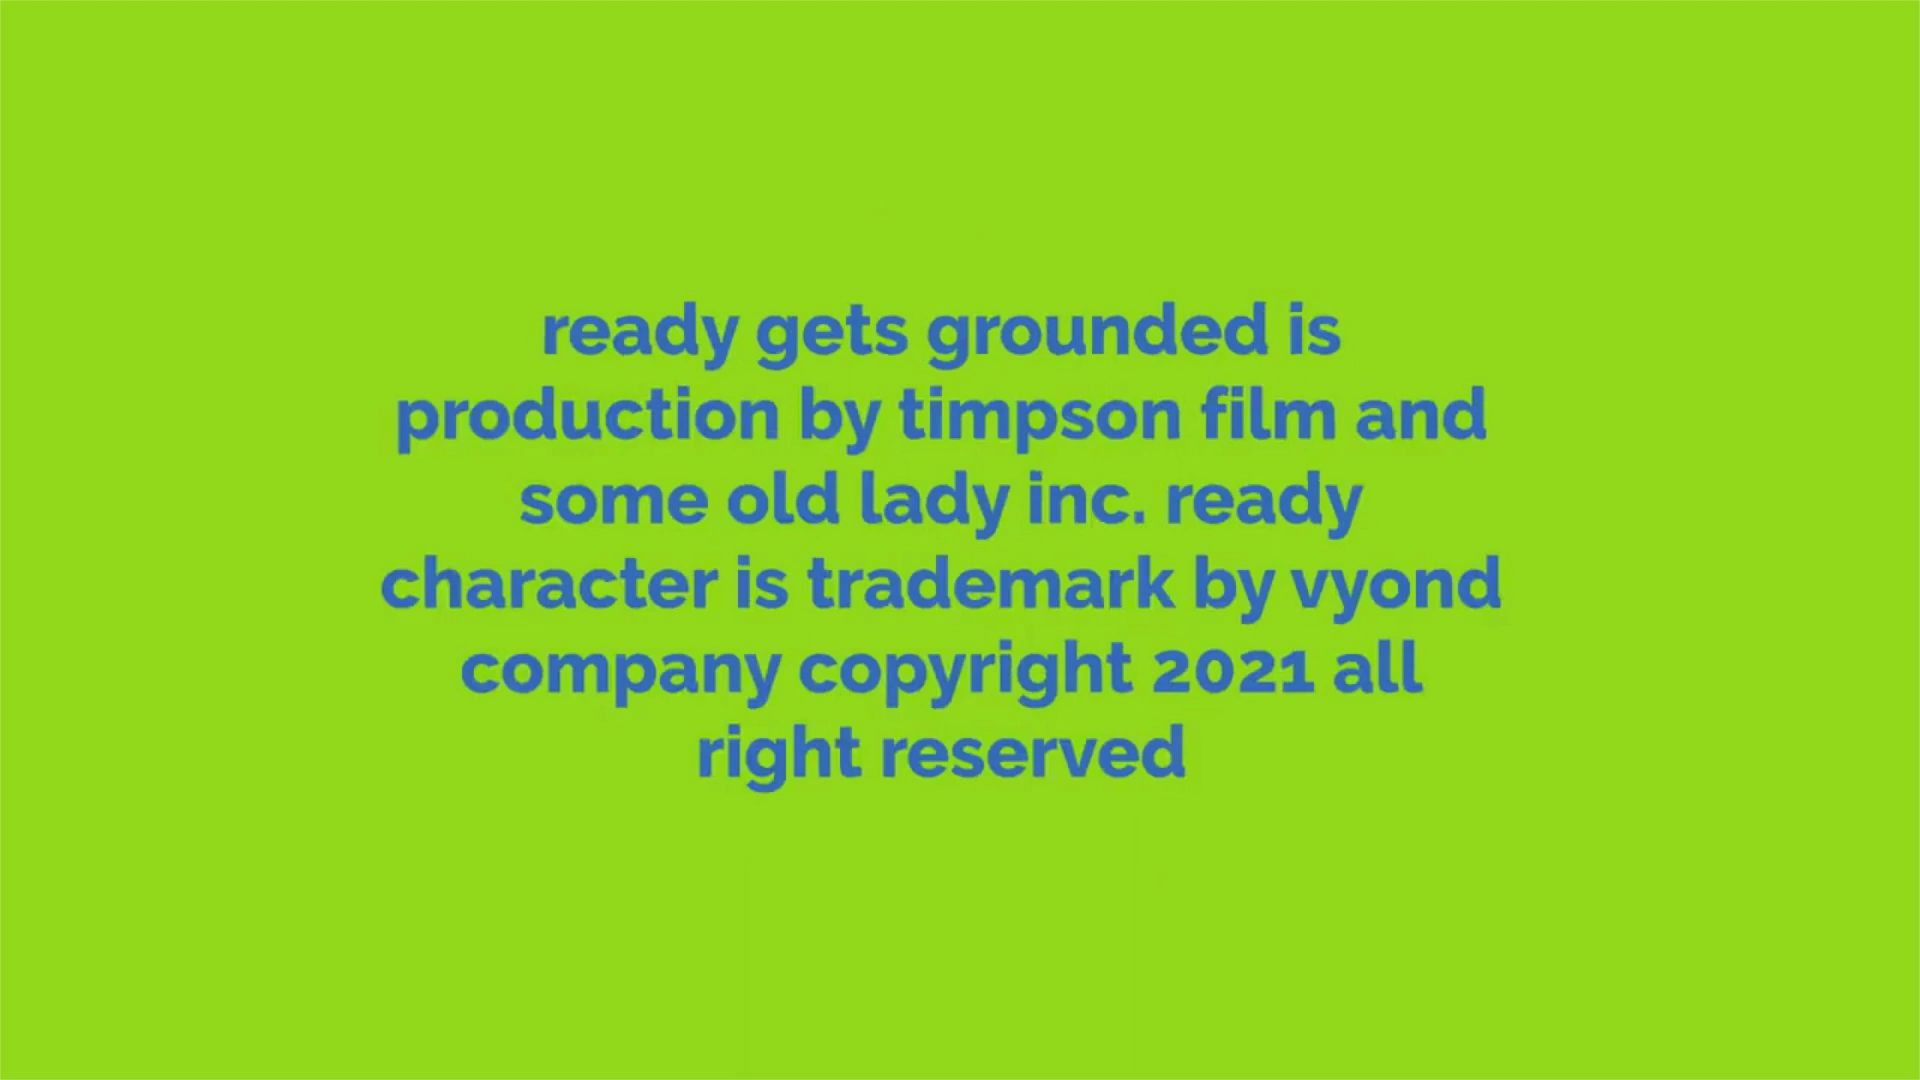 ready gets grounded is
production by timpson film and
some old lady inc. ready
character is trademark by vyond
company copyright 2021 all
right reserved